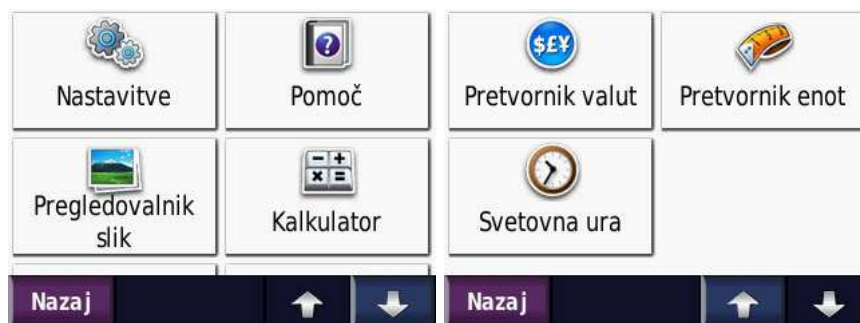 Nastavitve
Pomoč
Pregledovalnik
slik
Kalkulator
Nazaj
$£¥
Pretvornik valut
Pretvornik enot
Svetovna ura
Nazaj